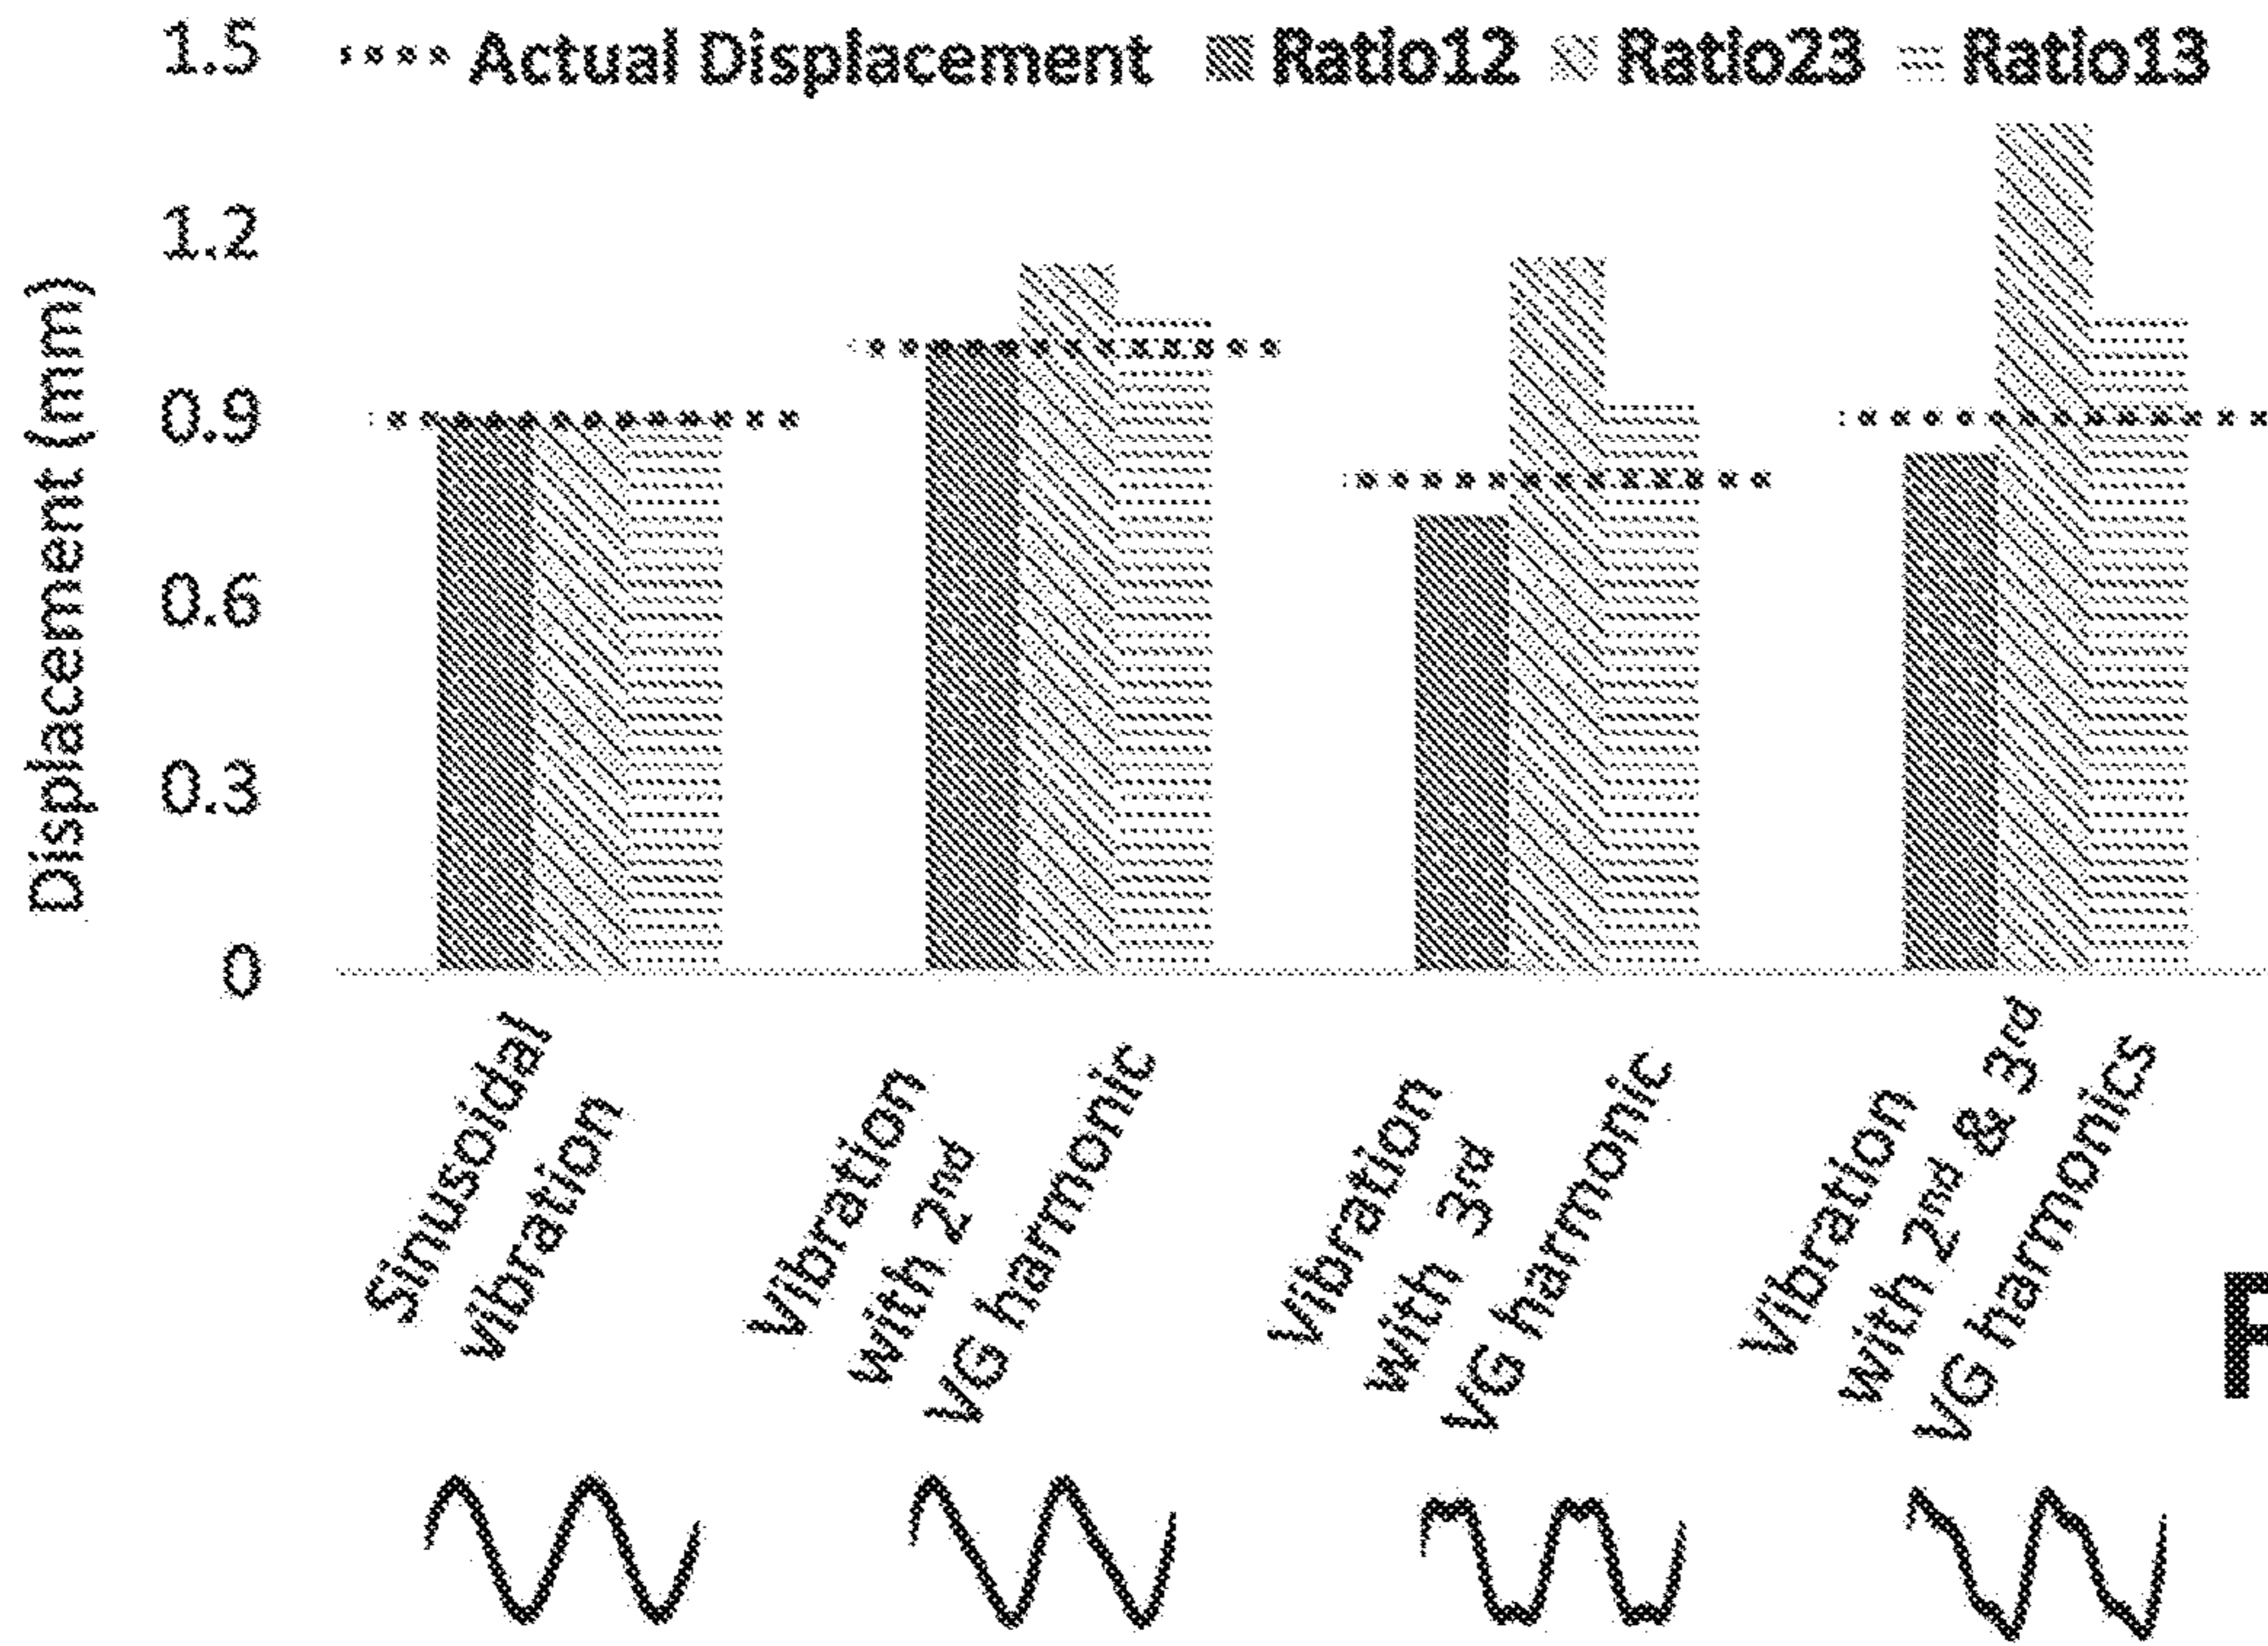 1.5 Actual Displacement Ratio12 Ratio23 Ratio13
1.2
0.9
0.6
0.3
0
Displacement (mm)
Sinusoidal
vibration
Vibration
with 2nd
VG harmonic
Vibration
with 3rd
VG harmonic
Vibration
with 2nd & 3rd
VG harmonics
F